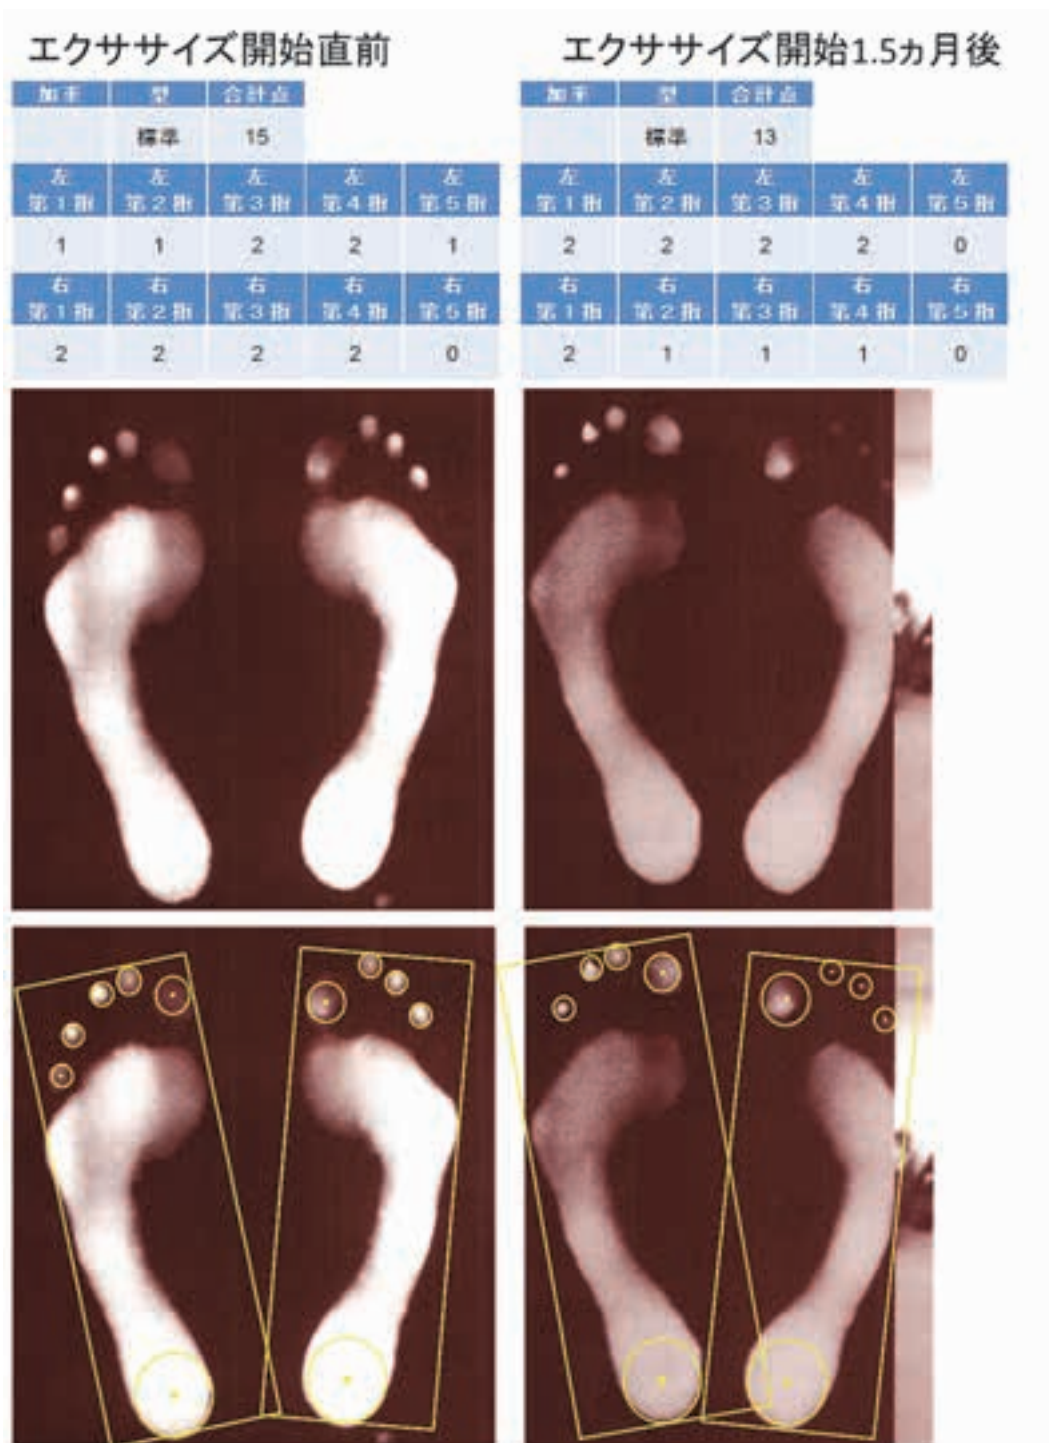 エクササイズ開始直前
加重 型 合計点
標準 15
左 左 左 左 左
第1指 第2指 第3指 第4指 第5指
1 1 2 2 1
右 右 右 右 右
第1指 第2指 第3指 第4指 第5指
2 2 2 2 0
エクササイズ開始1.5ヵ月後
加重 型 合計点
標準 13
左 左 左 左 左
第1指 第2指 第3指 第4指 第5指
2 2 2 2 0
右 右 右 右 右
第1指 第2指 第3指 第4指 第5指
2 1 1 1 0